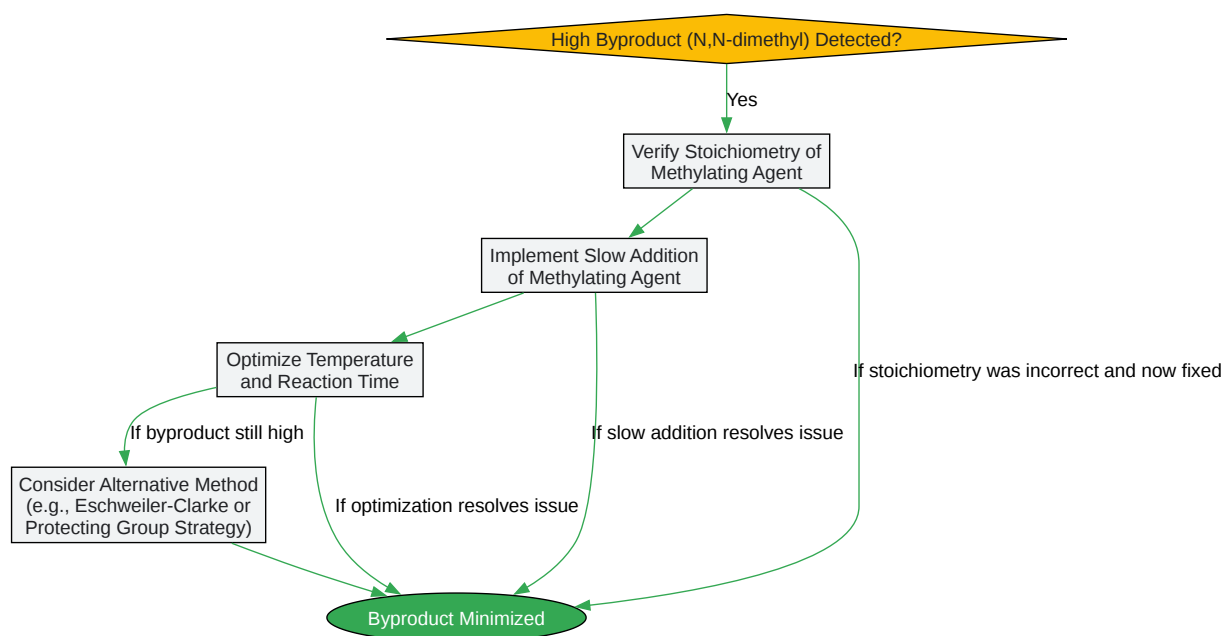 High Byproduct (N,N-dimethyl) Detected?
Yes
Verify Stoichiometry of
Methylating Agent
Implement Slow Addition
of Methylating Agent
Optimize Temperature
and Reaction Time
If stoichiometry was incorrect and now fixed
If byproduct still high
If slow addition resolves issue
Consider Alternative Method
(e.g., Eschweiler-Clarke or
Protecting Group Strategy)
If optimization resolves issue
Byproduct Minimized